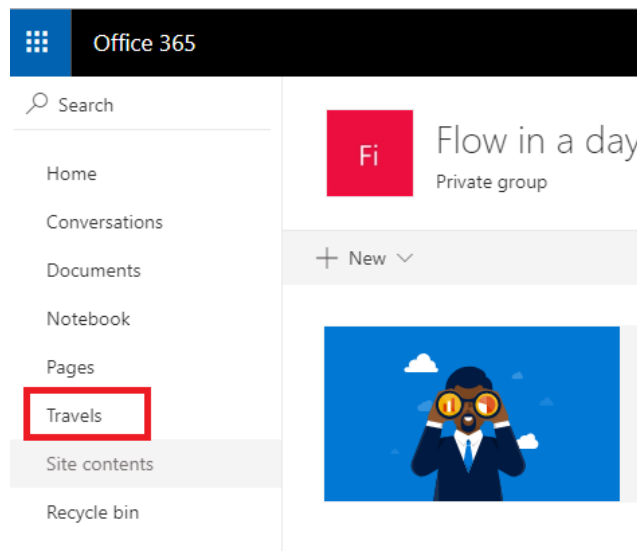 Office 365
Search
Home
Conversations
Documents
Notebook
Pages
Travels
Site contents
Recycle bin
Fi
Flow in a day
Private group
New